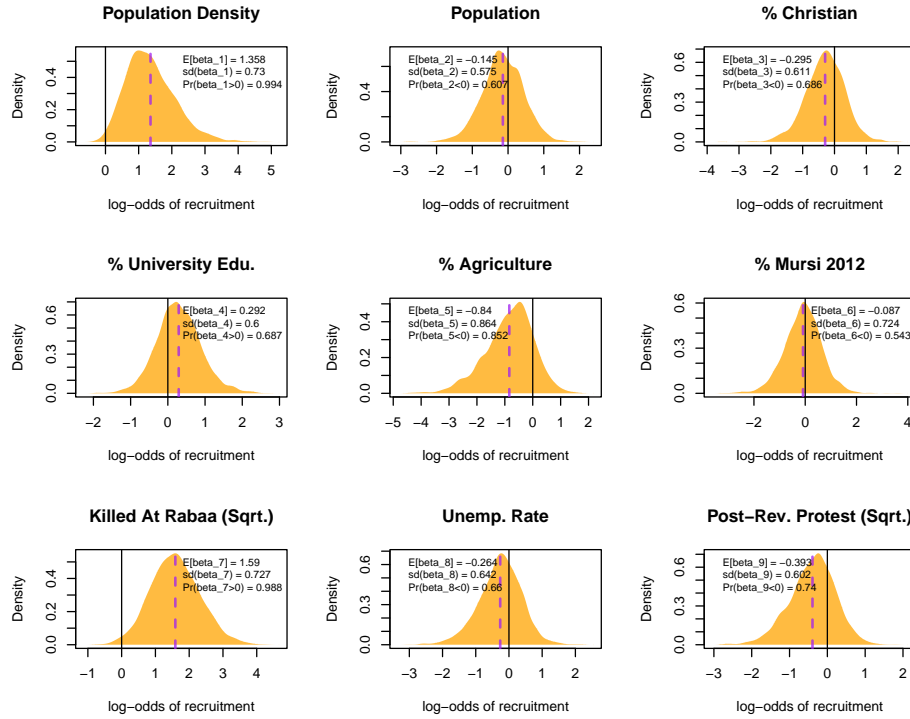 Population Density
E[beta_1] = 1.358
sd(beta_1) = 0.73
Pr(beta_1>0) = 0.994
Density
0.0 0.4
0 1 2 3 4 5
log−odds of recruitment
Population
E[beta_2] = −0.145
sd(beta_2) = 0.575
Pr(beta_2<0) = 0.607
Density
0.0 0.4
−3 −2 −1 0 1 2
log−odds of recruitment
% Christian
E[beta_3] = −0.295
sd(beta_3) = 0.611
Pr(beta_3<0) = 0.686
Density
0.0 0.3 0.6
−4 −3 −2 −1 0 1 2
log−odds of recruitment
% University Edu.
E[beta_4] = 0.292
sd(beta_4) = 0.6
Pr(beta_4>0) = 0.687
Density
0.0 0.3 0.6
−2 −1 0 1 2 3
log−odds of recruitment
% Agriculture
E[beta_5] = −0.84
sd(beta_5) = 0.864
Pr(beta_5<0) = 0.852
Density
0.0 0.2 0.4
−5 −4 −3 −2 −1 0 1 2
log−odds of recruitment
% Mursi 2012
E[beta_6] = −0.087
sd(beta_6) = 0.724
Pr(beta_6<0) = 0.543
Density
0.0 0.3 0.6
−2 0 2 4
log−odds of recruitment
Killed At Rabaa (Sqrt.)
E[beta_7] = 1.59
sd(beta_7) = 0.727
Pr(beta_7>0) = 0.988
Density
0.0 0.4
−1 0 1 2 3 4
log−odds of recruitment
Unemp. Rate
E[beta_8] = −0.264
sd(beta_8) = 0.642
Pr(beta_8<0) = 0.66
Density
0.0 0.3 0.6
−4 −3 −2 −1 0 1 2
log−odds of recruitment
Post−Rev. Protest (Sqrt.)
E[beta_9] = −0.393
sd(beta_9) = 0.602
Pr(beta_9<0) = 0.74
Density
0.0 0.3 0.6
−3 −2 −1 0 1 2
log−odds of recruitment